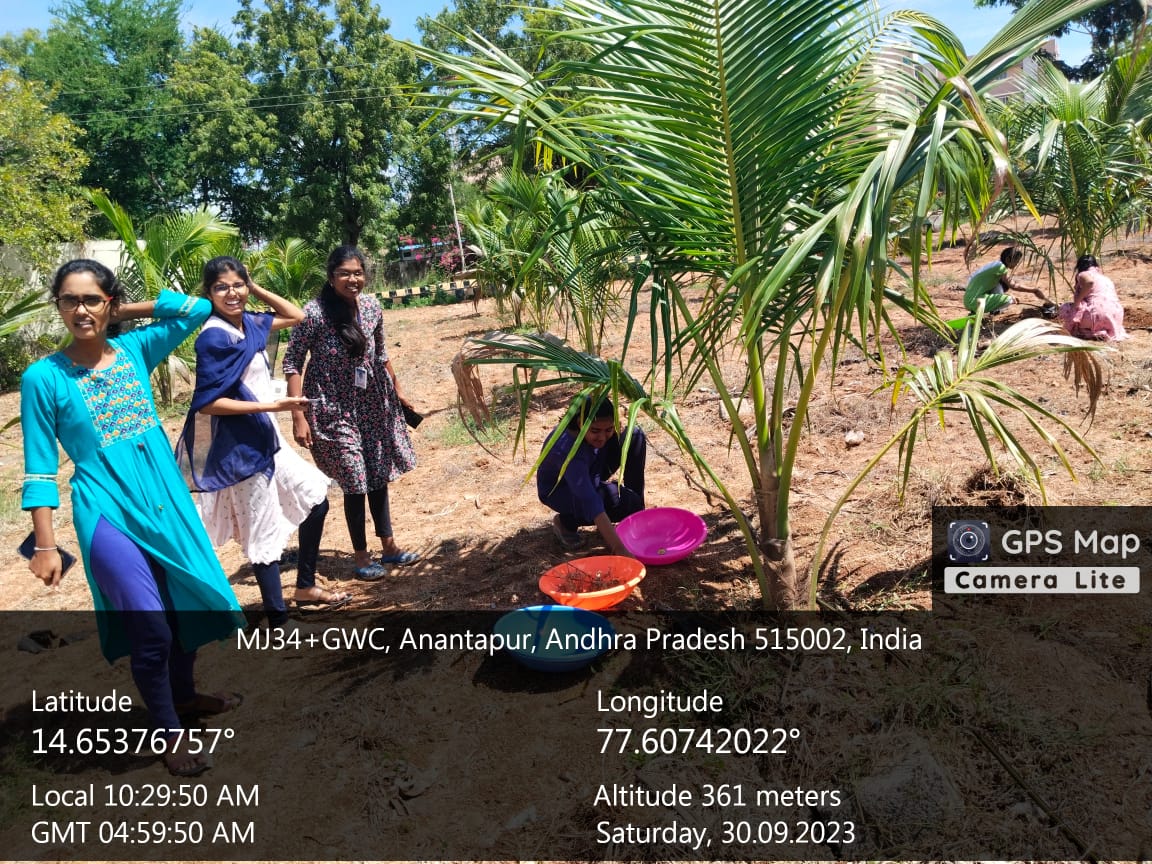 GPS Map
Camera Lite
MJ34+GWC, Anantapur, Andhra Pradesh 515002, India
Latitude
14.65376757°
Longitude
77.60742022°
Local 10:29:50 AM
GMT 04:59:50 AM
Altitude 361 meters
Saturday, 30.09.2023